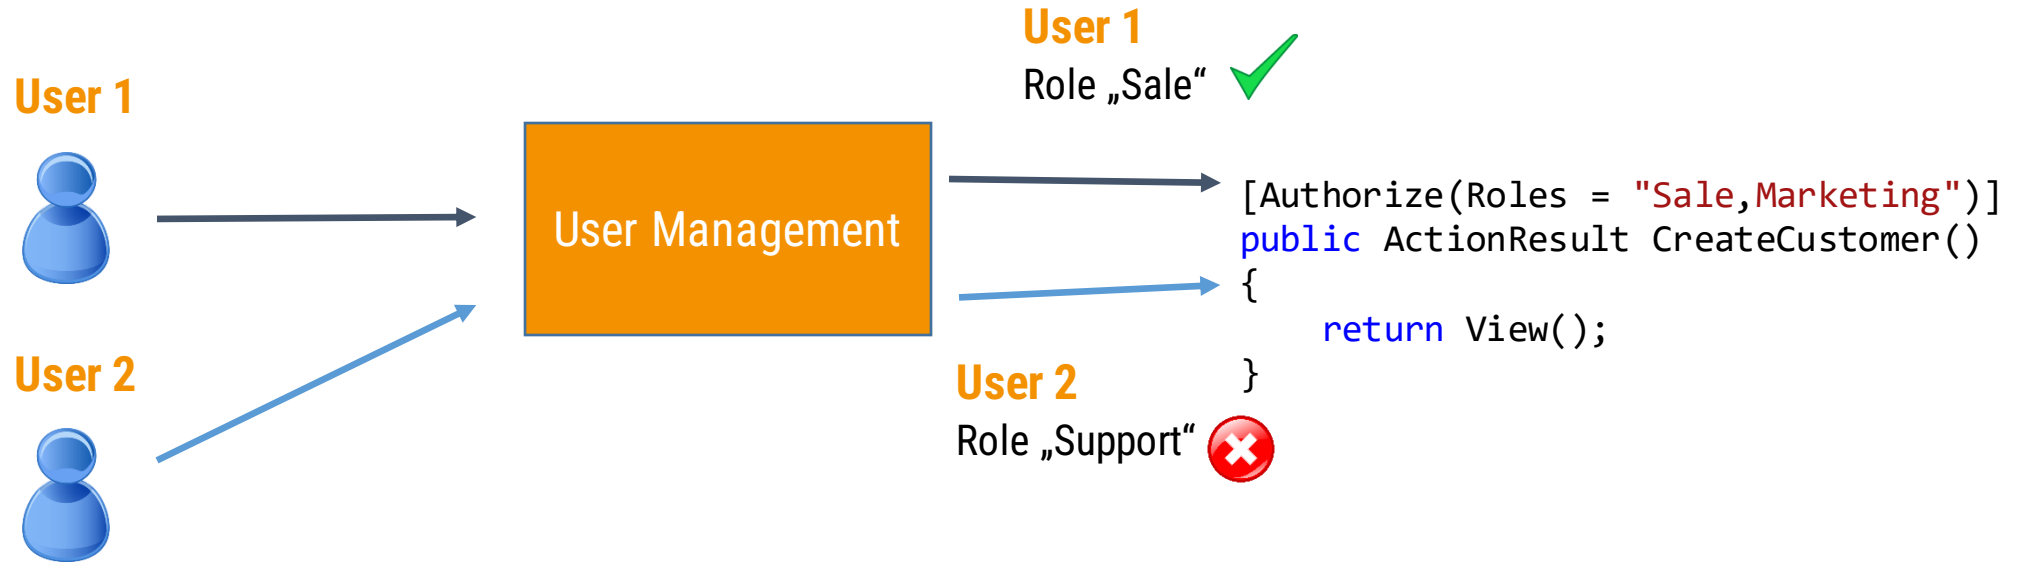 User 1
User 2
User Management
User 1
Role „Sale“
User 2
Role „Support“
[Authorize(Roles = "Sale,Marketing")]
public ActionResult CreateCustomer()
{
    return View();
}